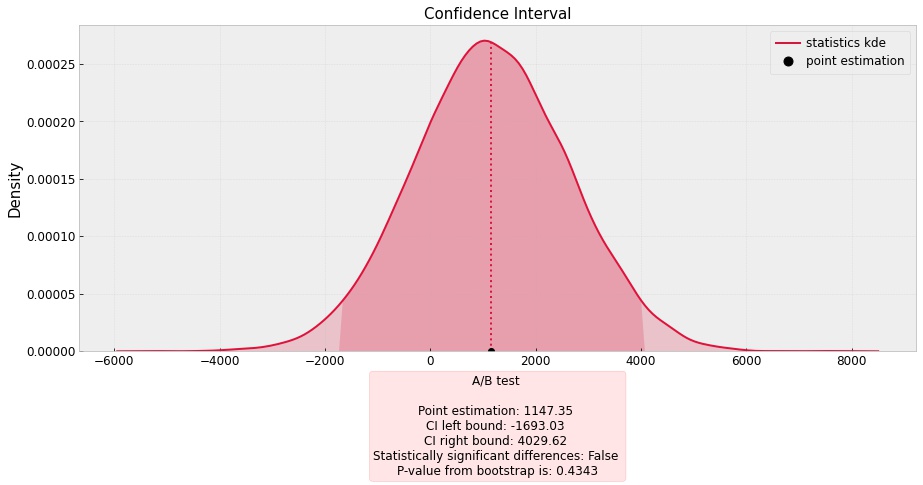 Confidence Interval
statistics kde
point estimation
Density
0.00025
0.00020
0.00015
0.00010
0.00005
0.00000
−6000 −4000 −2000 0 2000 4000 6000 8000
A/B test
Point estimation: 1147.35
CI left bound: -1693.03
CI right bound: 4029.62
Statistically significant differences: False
P-value from bootstrap is: 0.4343